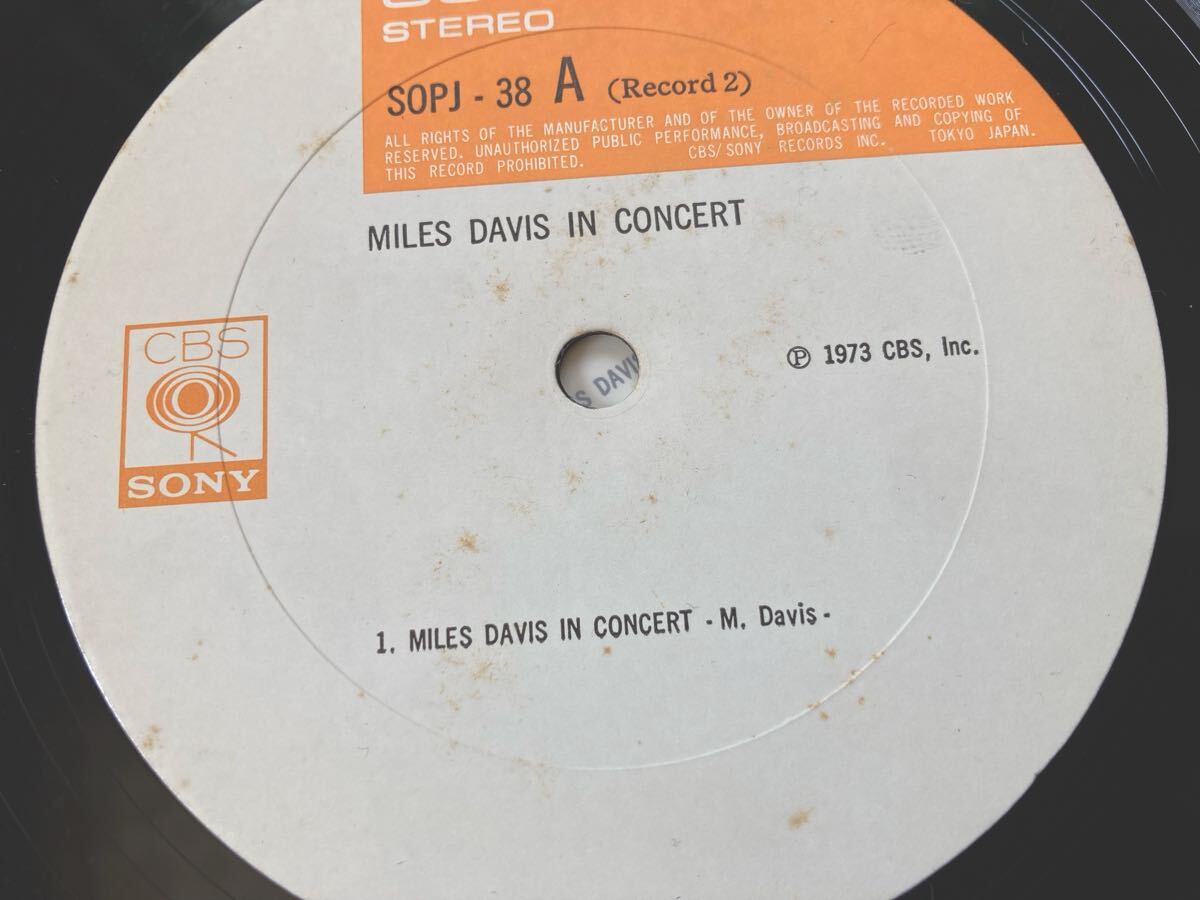 STEREO
SOPJ - 38 A (Record 2)
ALL RIGHTS OF THE MANUFACTURER AND OF THE OWNER OF THE RECORDED WORK
RESERVED. UNAUTHORIZED PUBLIC PERFORMANCE, BROADCASTING AND COPYING OF
THIS RECORD PROHIBITED. CBS/SONY RECORDS INC. TOKYO JAPAN.
MILES DAVIS IN CONCERT
CBS
SONY
S DAVIS
℗ 1973 CBS, Inc.
1. MILES DAVIS IN CONCERT - M. Davis -